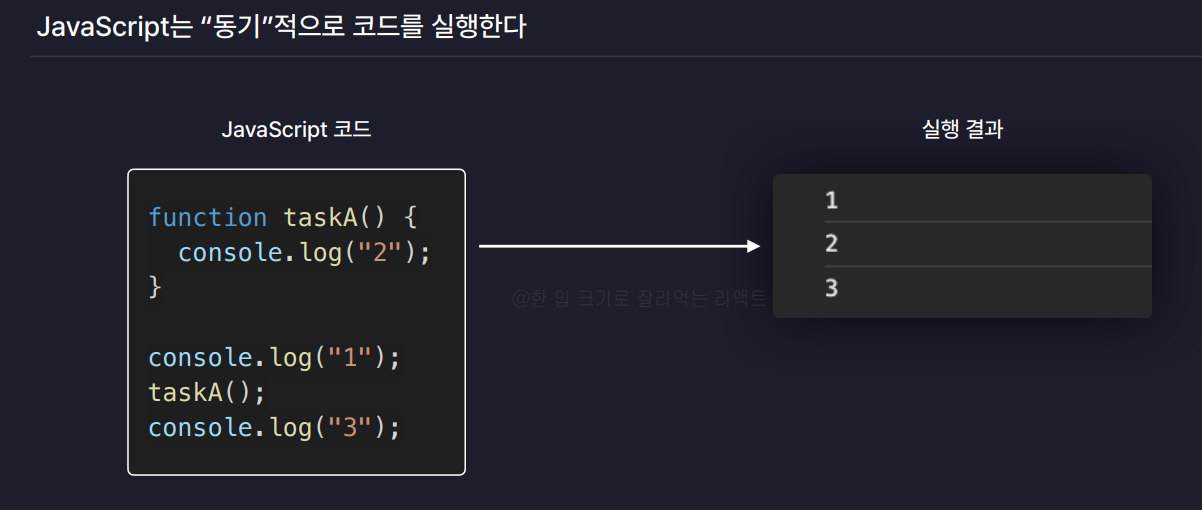 JavaScript는 “동기”적으로 코드를 실행한다
JavaScript 코드
function taskA() {
  console.log("2");
}
console.log("1");
taskA();
console.log("3");
@한 입 크기로 잘라먹는 리액트
실행 결과
1
2
3